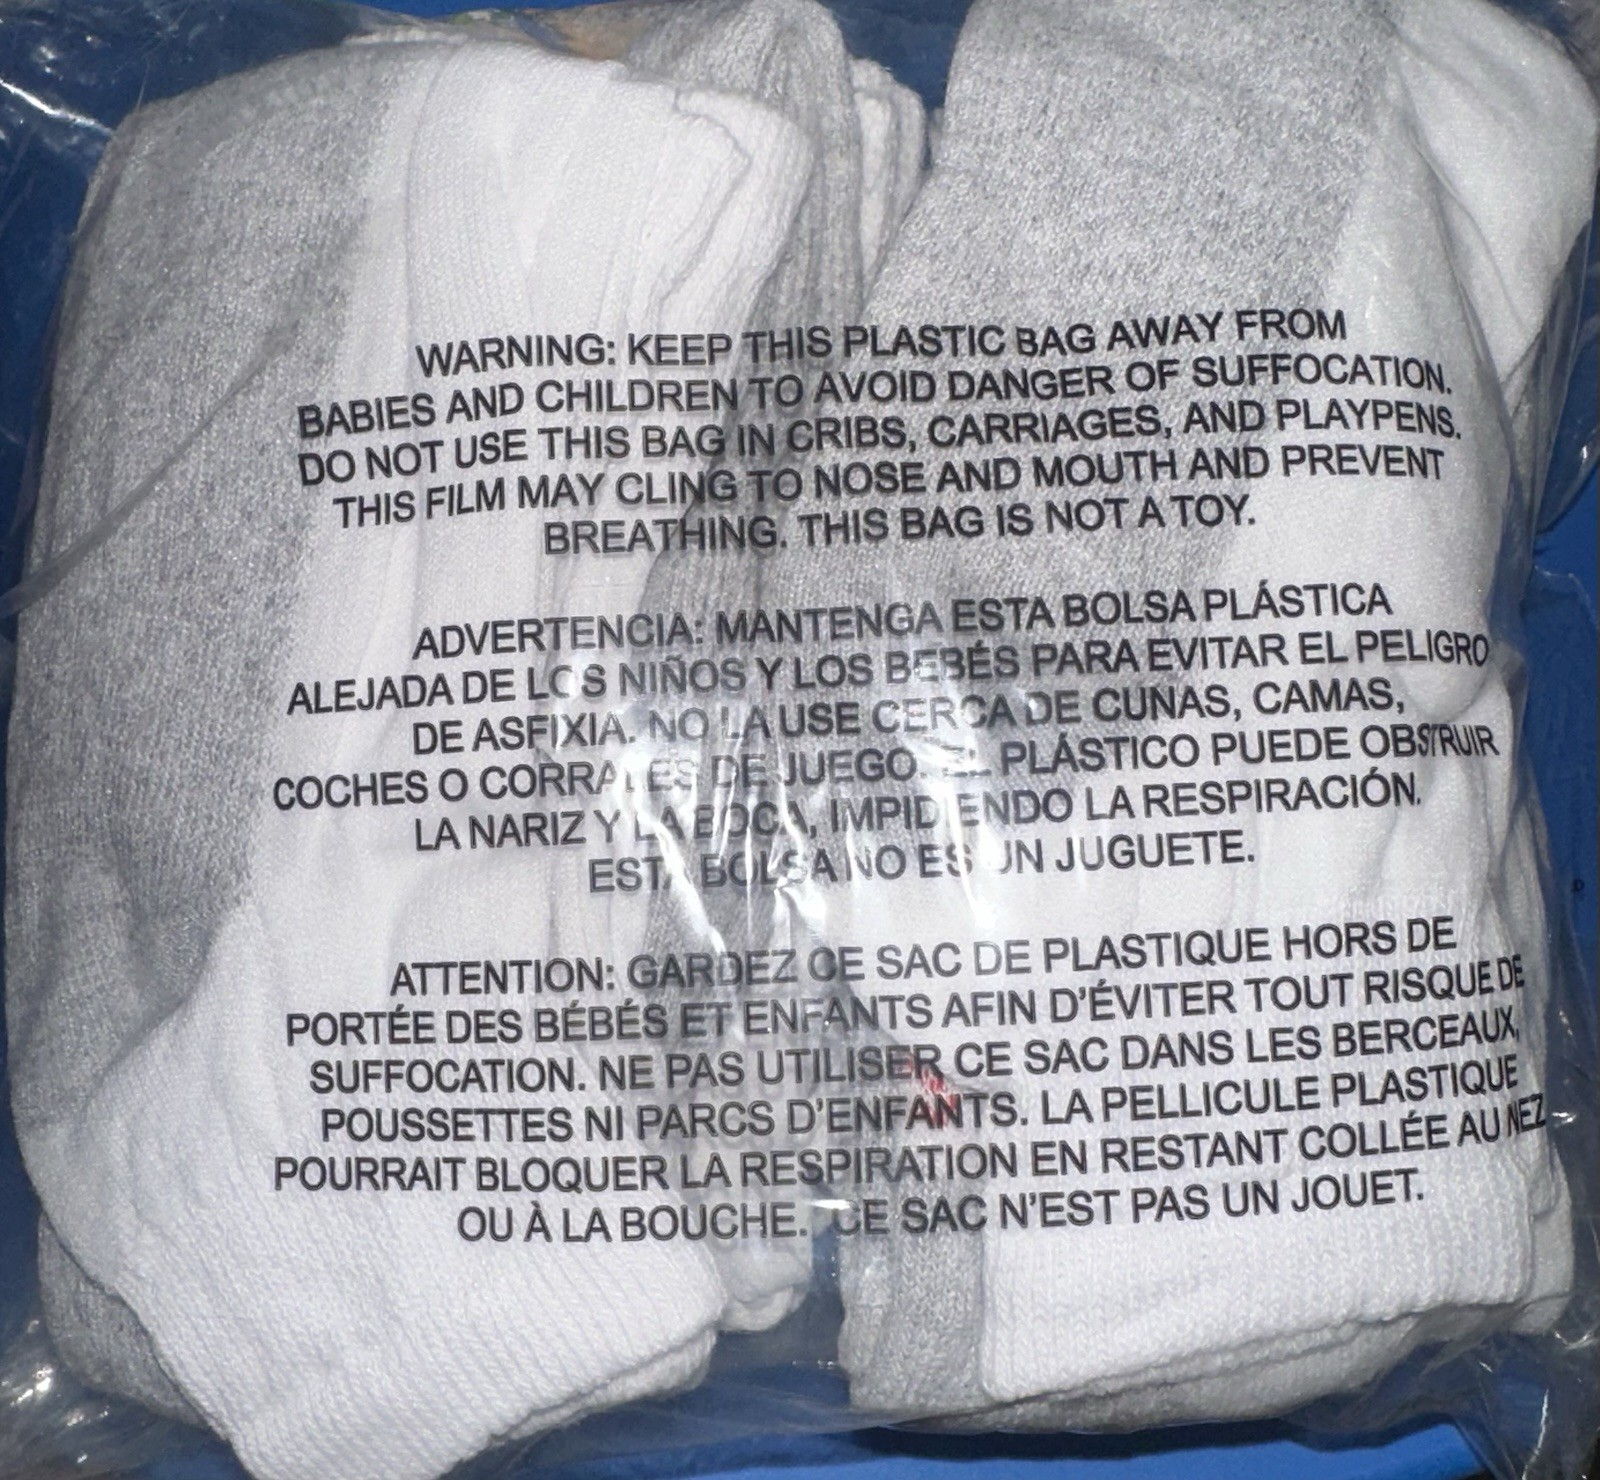 WARNING: KEEP THIS PLASTIC BAG AWAY FROM
BABIES AND CHILDREN TO AVOID DANGER OF SUFFOCATION.
DO NOT USE THIS BAG IN CRIBS, CARRIAGES, AND PLAYPENS.
THIS FILM MAY CLING TO NOSE AND MOUTH AND PREVENT
BREATHING. THIS BAG IS NOT A TOY.
ADVERTENCIA: MANTENGA ESTA BOLSA PLÁSTICA
ALEJADA DE LOS NIÑOS Y LOS BEBÉS PARA EVITAR EL PELIGRO
DE ASFIXIA. NO LA USE CERCA DE CUNAS, CAMAS,
COCHES O CORRALES DE JUEGO. EL PLÁSTICO PUEDE OBSTRUIR
LA NARIZ Y LA BOCA, IMPIDIENDO LA RESPIRACIÓN.
ESTA BOLSA NO ES UN JUGUETE.
ATTENTION: GARDEZ CE SAC DE PLASTIQUE HORS DE
PORTÉE DES BÉBÉS ET ENFANTS AFIN D'ÉVITER TOUT RISQUE DE
SUFFOCATION. NE PAS UTILISER CE SAC DANS LES BERCEAUX,
POUSSETTES NI PARCS D'ENFANTS. LA PELLICULE PLASTIQUE
POURRAIT BLOQUER LA RESPIRATION EN RESTANT COLLÉE AU NEZ
OU À LA BOUCHE. CE SAC N'EST PAS UN JOUET.